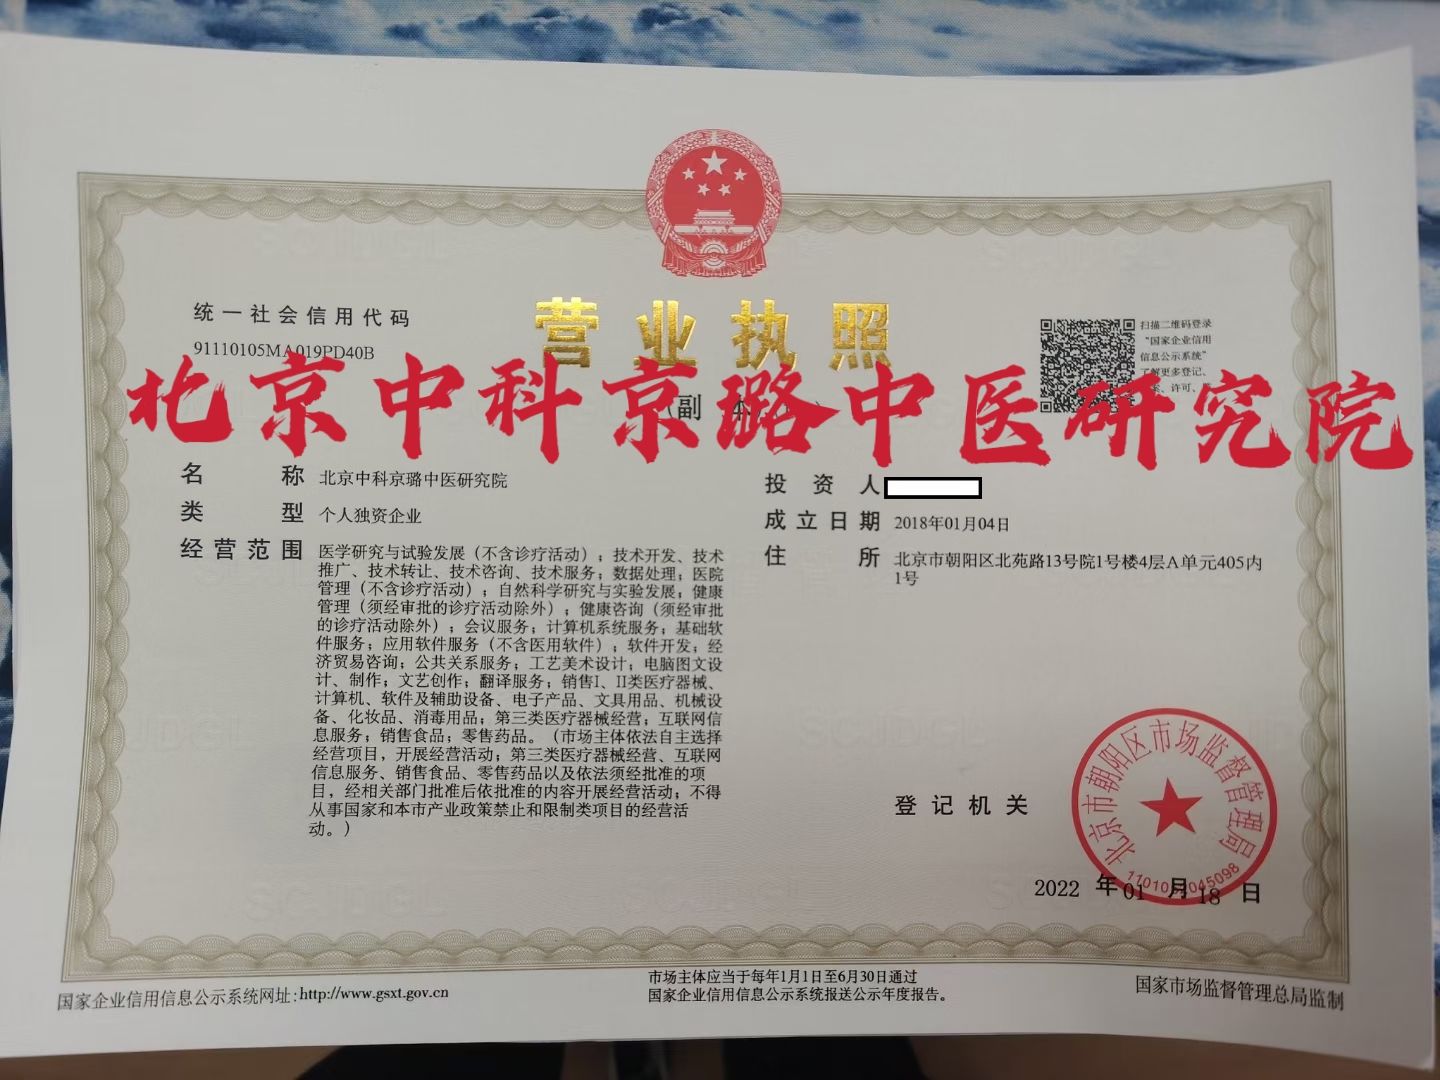 统一社会信用代码
91110105MA019PD40B
营业执照
（副 本）
扫描二维码登录
“国家企业信用
信息公示系统”
了解更多登记、
备案、许可、监
北京中科京璐中医研究院
名 称 北京中科京璐中医研究院
类 型 个人独资企业
经营范围 医学研究与试验发展（不含诊疗活动）；技术开发、技术
推广、技术转让、技术咨询、技术服务；数据处理；医院
管理（不含诊疗活动）；自然科学研究与实验发展；健康
管理（须经审批的诊疗活动除外）；健康咨询（须经审批
的诊疗活动除外）；会议服务；计算机系统服务；基础软
件服务；应用软件服务（不含医用软件）；软件开发；经
济贸易咨询；公共关系服务；工艺美术设计；电脑图文设
计、制作；文艺创作；翻译服务；销售I、II类医疗器械、
计算机、软件及辅助设备、电子产品、文具用品、机械设
备、化妆品、消毒用品；第三类医疗器械经营；互联网信
息服务；销售食品；零售药品。（市场主体依法自主选择
经营项目，开展经营活动；第三类医疗器械经营、互联网
信息服务、销售食品、零售药品以及依法须经批准的项
目，经相关部门批准后依批准的内容开展经营活动；不得
从事国家和本市产业政策禁止和限制类项目的经营活
动。）
投 资 人
成立日期 2018年01月04日
住 所 北京市朝阳区北苑路13号院1号楼4层A单元405内
1号
登记机关
北京市朝阳区市场监督管理局
2022 年 01 月 18 日
国家企业信用信息公示系统网址：http://www.gsxt.gov.cn
市场主体应当于每年1月1日至6月30日通过
国家企业信用信息公示系统报送公示年度报告。
国家市场监督管理总局监制